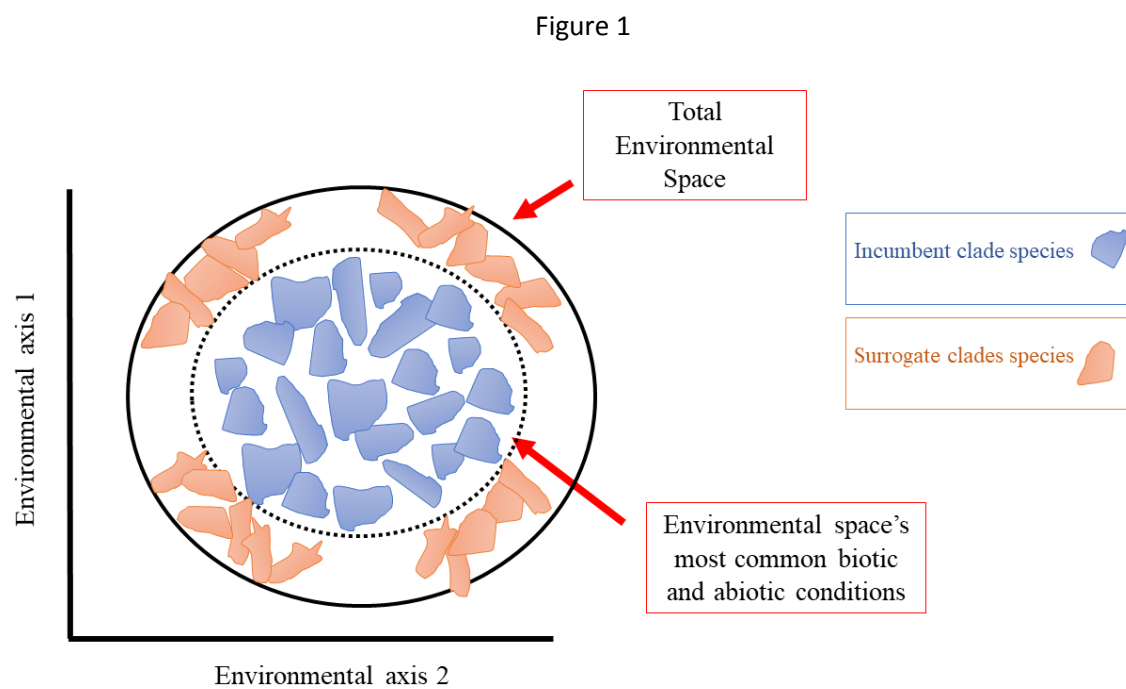 Figure 1
Total
Environmental
Space
Incumbent clade species
Surrogate clades species
Environmental axis 1
Environmental space's
most common biotic
and abiotic conditions
Environmental axis 2